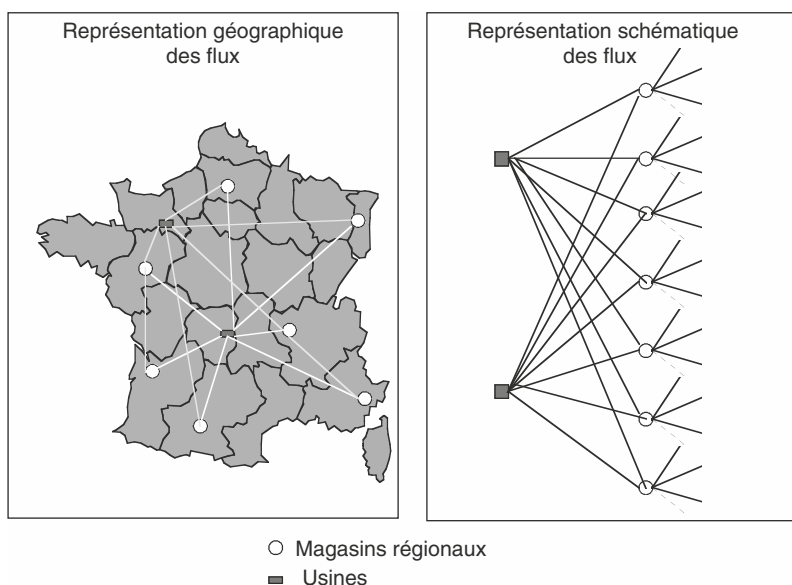 Représentation géographique
des flux
Représentation schématique
des flux
Magasins régionaux
Usines